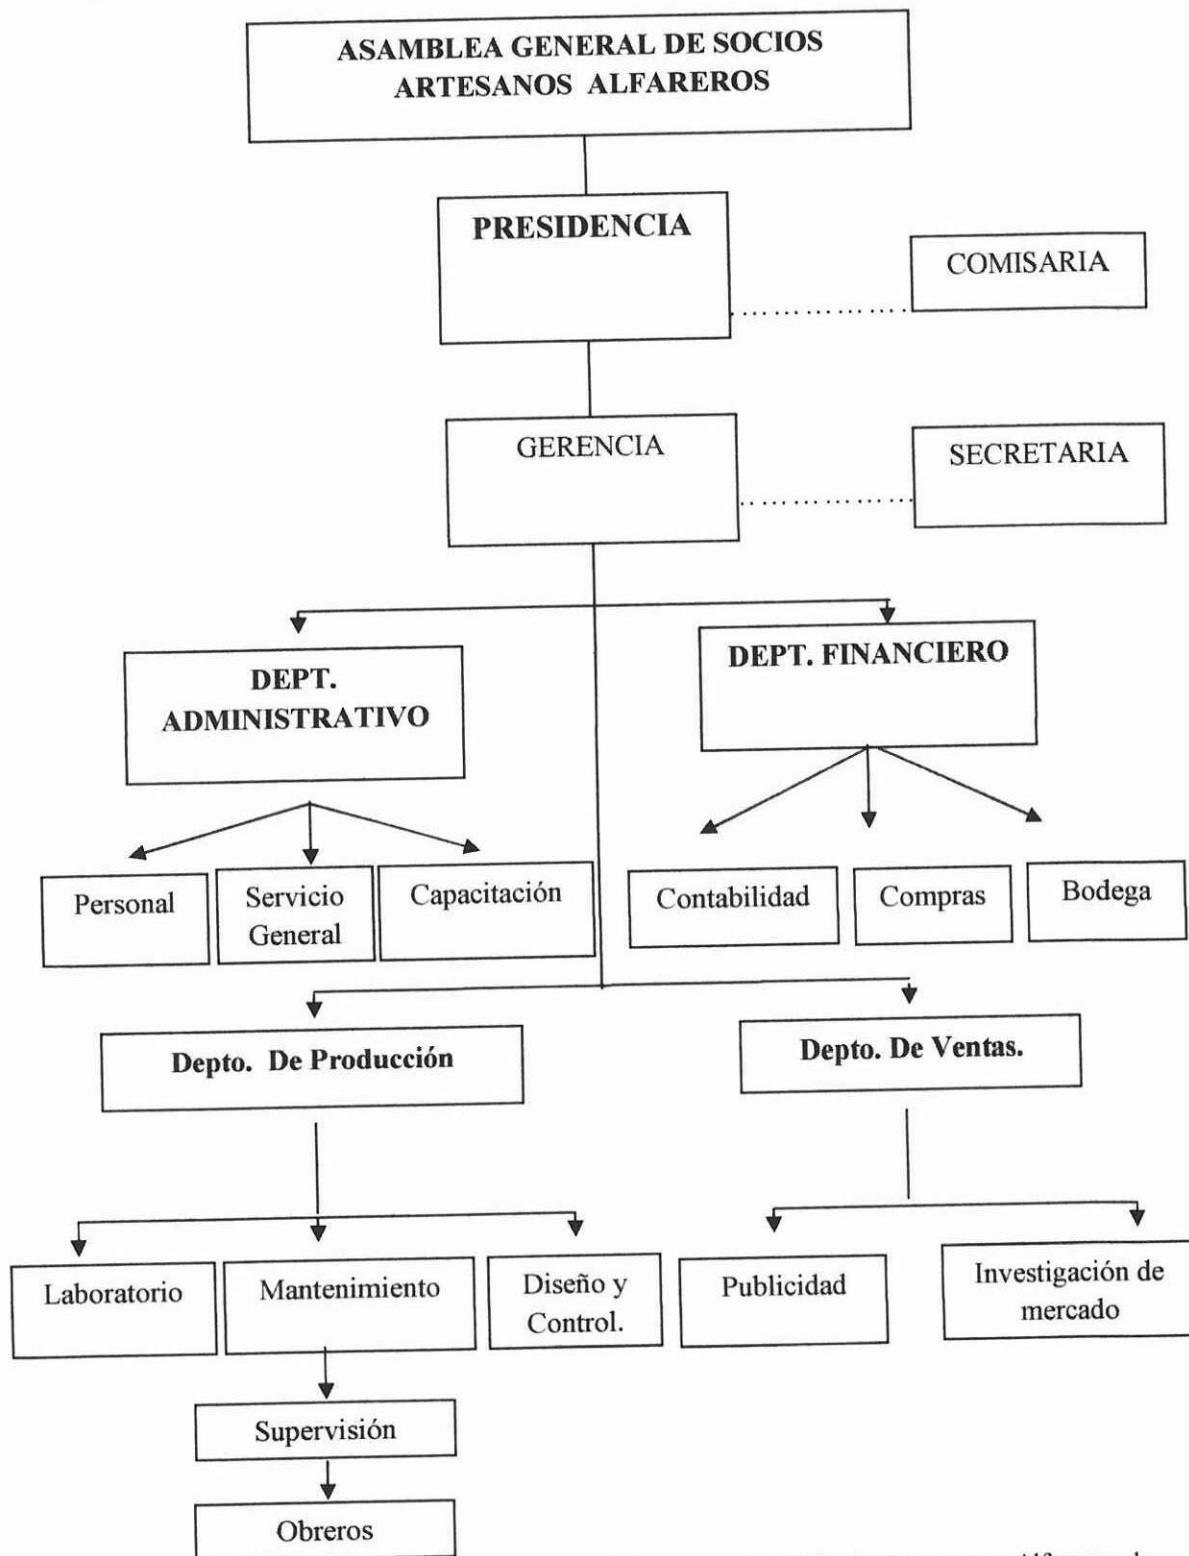 ASAMBLEA GENERAL DE SOCIOS
ARTESANOS ALFAREROS
PRESIDENCIA
COMISARIA
GERENCIA
SECRETARIA
DEPT.
ADMINISTRATIVO
DEPT. FINANCIERO
Personal
Servicio
General
Capacitación
Contabilidad
Compras
Bodega
Depto. De Producción
Depto. De Ventas.
Laboratorio
Mantenimiento
Diseño y
Control.
Publicidad
Investigación de
mercado
Supervisión
Obreros